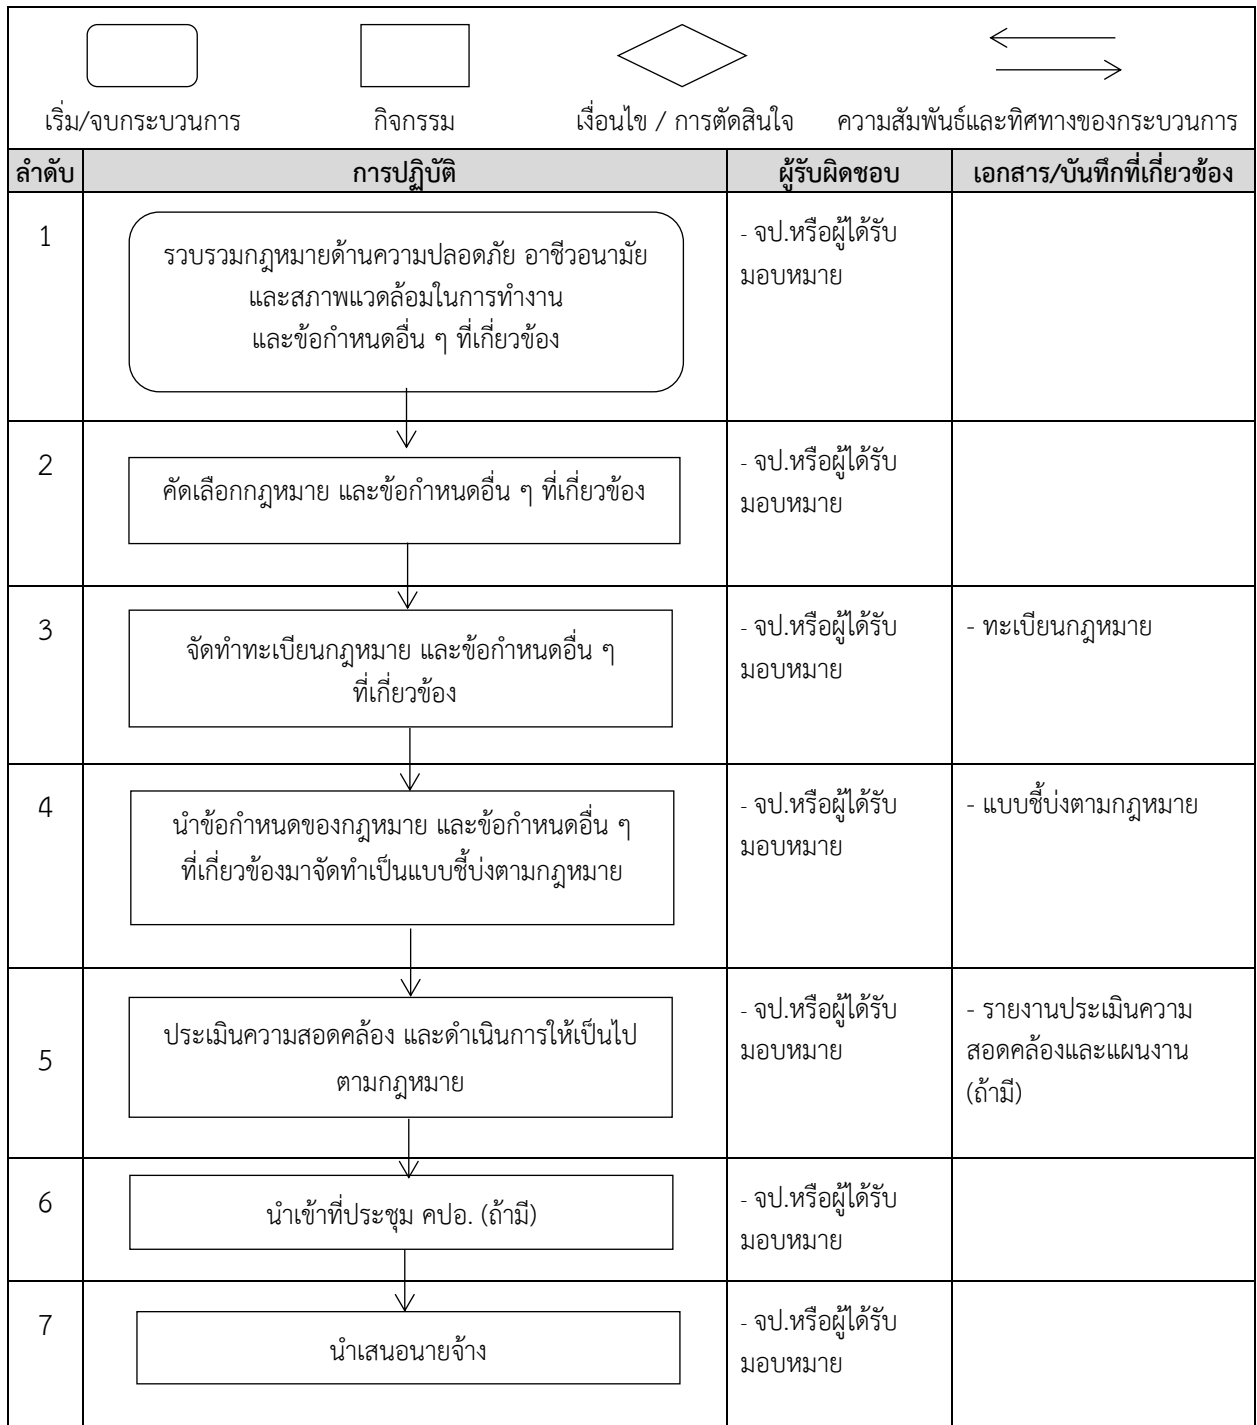 เริ่ม/จบกระบวนการ กิจกรรม เงื่อนไข / การตัดสินใจ ความสัมพันธ์และทิศทางของกระบวนการ
ลำดับ การปฏิบัติ ผู้รับผิดชอบ เอกสาร/บันทึกที่เกี่ยวข้อง
1
รวบรวมกฎหมายด้านความปลอดภัย อาชีวอนามัย
และสภาพแวดล้อมในการทำงาน
และข้อกำหนดอื่น ๆ ที่เกี่ยวข้อง
- จป.หรือผู้ได้รับ
มอบหมาย
2
คัดเลือกกฎหมาย และข้อกำหนดอื่น ๆ ที่เกี่ยวข้อง
- จป.หรือผู้ได้รับ
มอบหมาย
3
จัดทำทะเบียนกฎหมาย และข้อกำหนดอื่น ๆ
ที่เกี่ยวข้อง
- จป.หรือผู้ได้รับ
มอบหมาย
- ทะเบียนกฎหมาย
4
นำข้อกำหนดของกฎหมาย และข้อกำหนดอื่น ๆ
ที่เกี่ยวข้องมาจัดทำเป็นแบบชี้บ่งตามกฎหมาย
- จป.หรือผู้ได้รับ
มอบหมาย
- แบบชี้บ่งตามกฎหมาย
5
ประเมินความสอดคล้อง และดำเนินการให้เป็นไป
ตามกฎหมาย
- จป.หรือผู้ได้รับ
มอบหมาย
- รายงานประเมินความ
สอดคล้องและแผนงาน
(ถ้ามี)
6
นำเข้าที่ประชุม คปอ. (ถ้ามี)
- จป.หรือผู้ได้รับ
มอบหมาย
7
นำเสนอนายจ้าง
- จป.หรือผู้ได้รับ
มอบหมาย